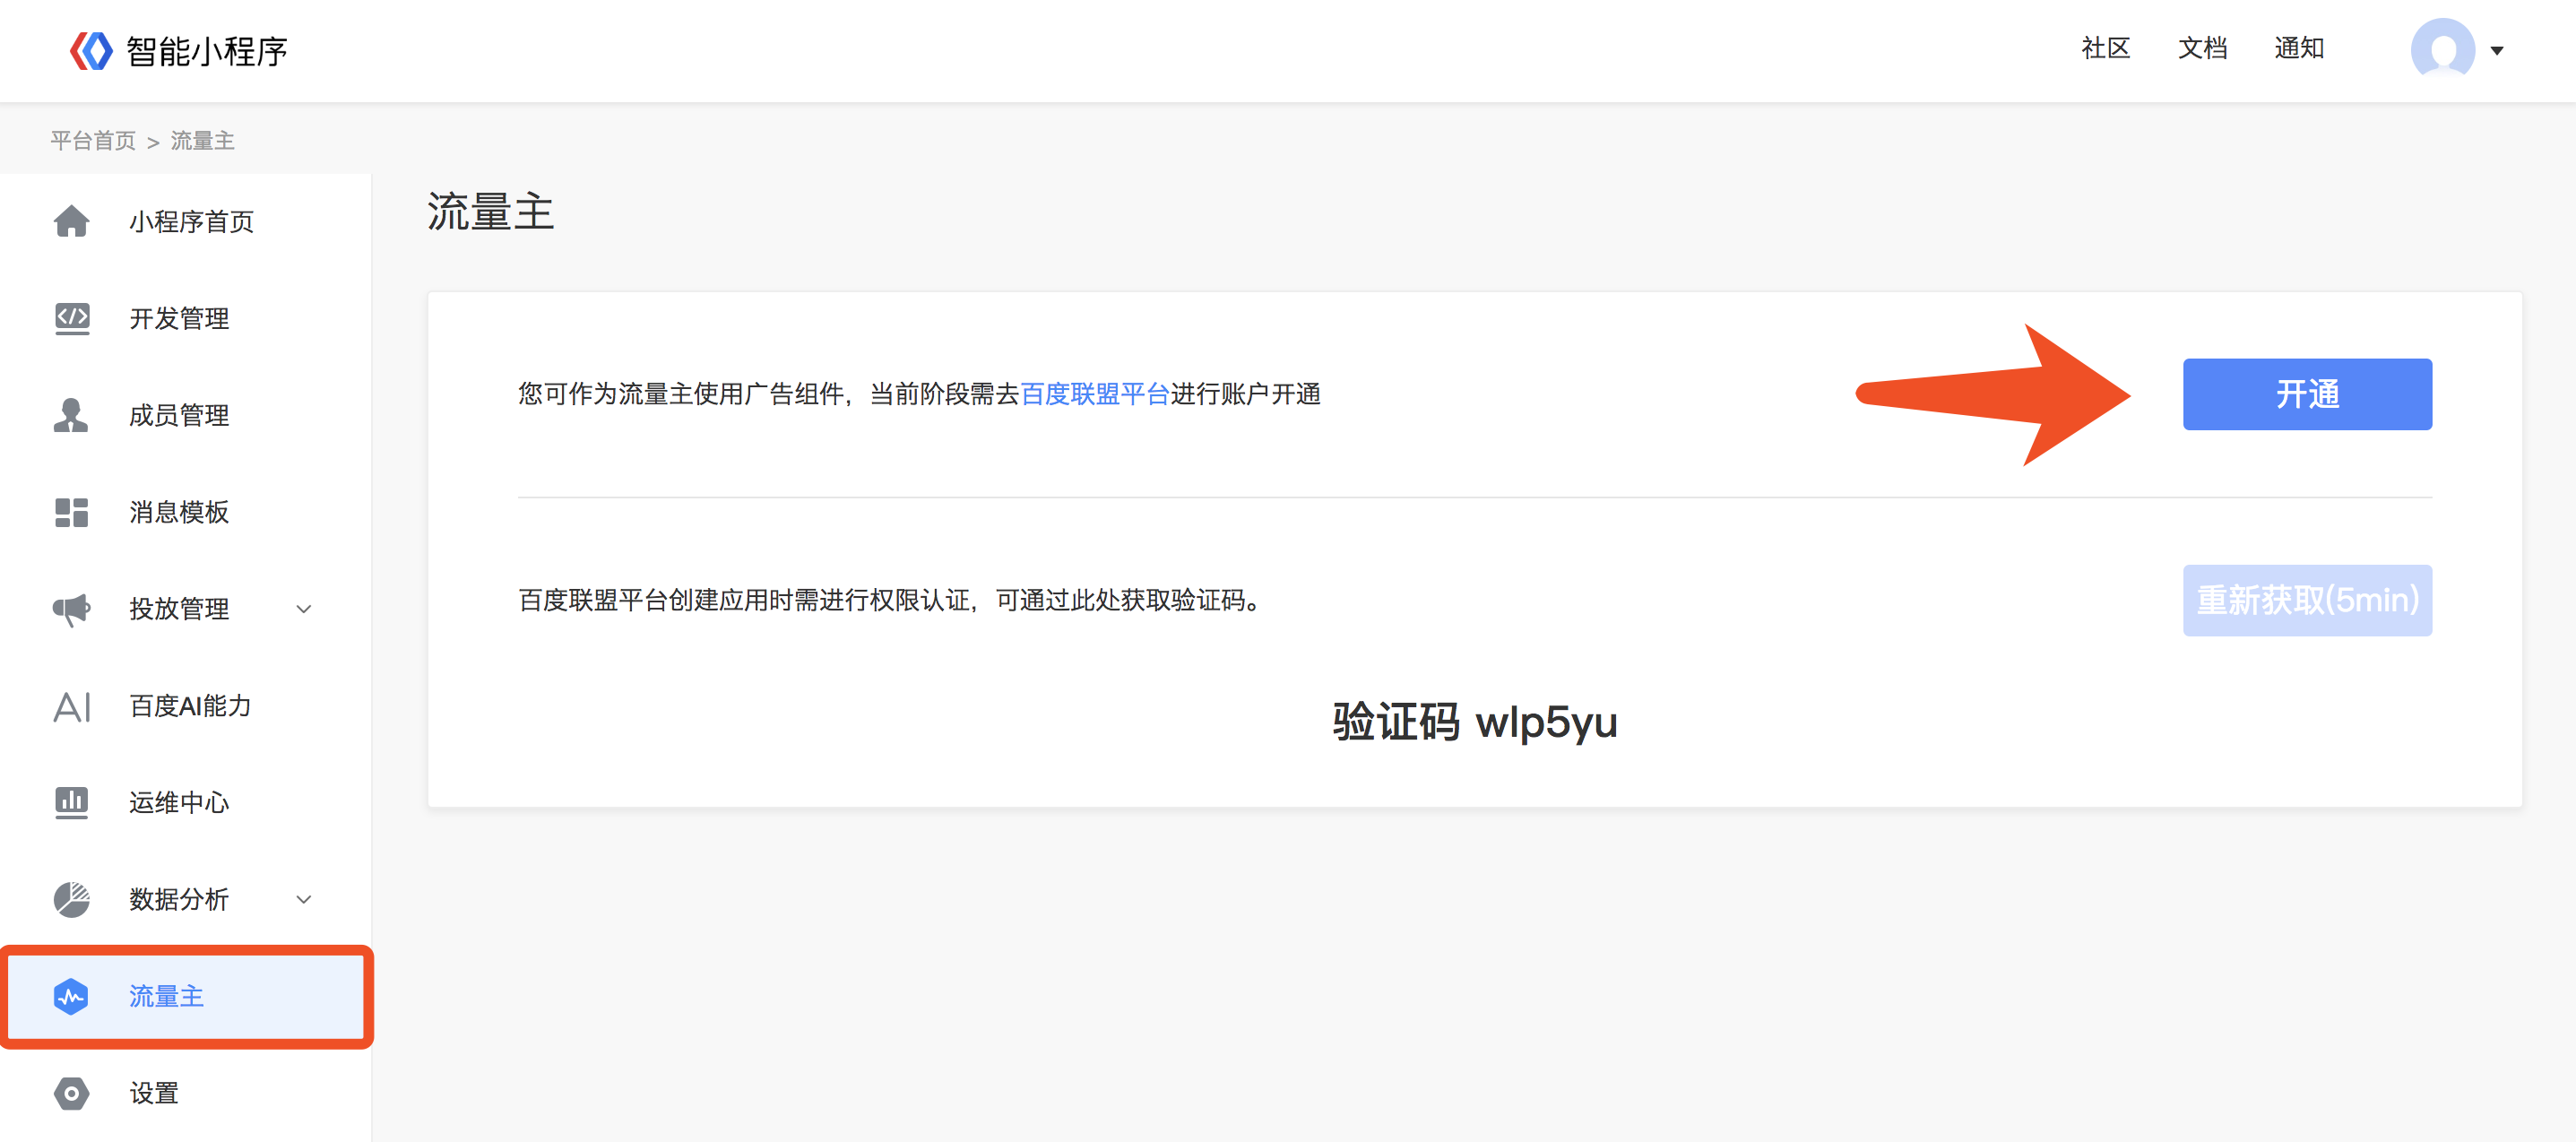 智能小程序
社区 文档 通知
平台首页 > 流量主
小程序首页
开发管理
成员管理
消息模板
投放管理
AI 百度AI能力
运维中心
数据分析
流量主
设置
流量主
您可作为流量主使用广告组件，当前阶段需去百度联盟平台进行账户开通
开通
百度联盟平台创建应用时需进行权限认证，可通过此处获取验证码。
重新获取(5min)
验证码 wlp5yu